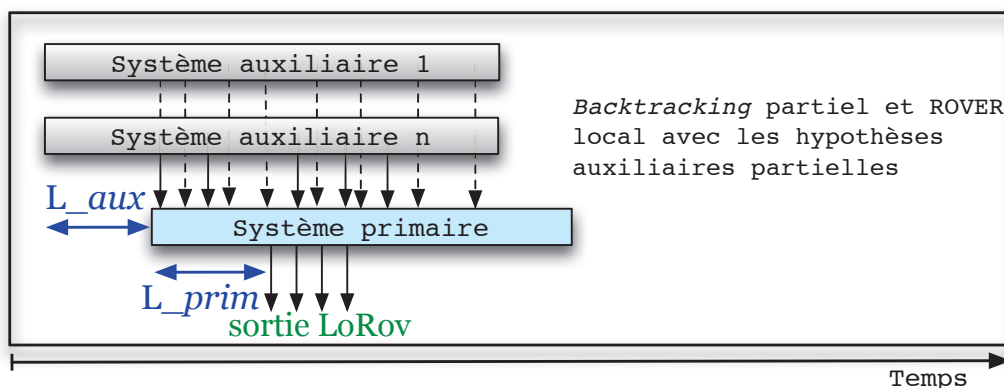 Système auxiliaire 1
Système auxiliaire n
Backtracking partiel et ROVER
local avec les hypothèses
auxiliaires partielles
L_aux
Système primaire
L_prim
sortie LoRov
Temps